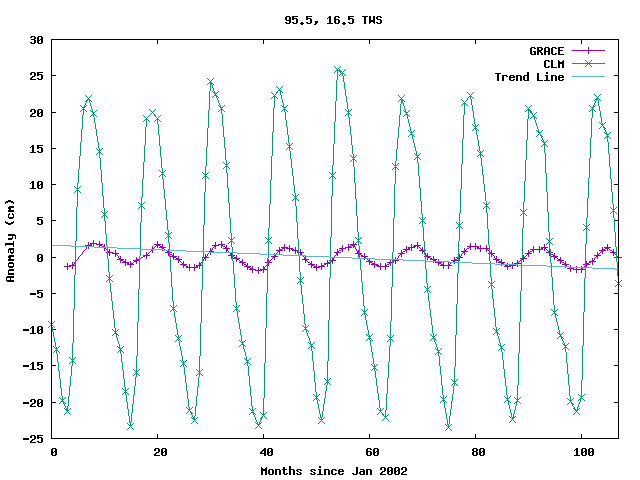 95.5, 16.5 TWS
GRACE
CLM
Trend Line
30
25
20
15
10
5
0
-5
-10
-15
-20
-25
Anomaly (cm)
0 20 40 60 80 100
Months since Jan 2002